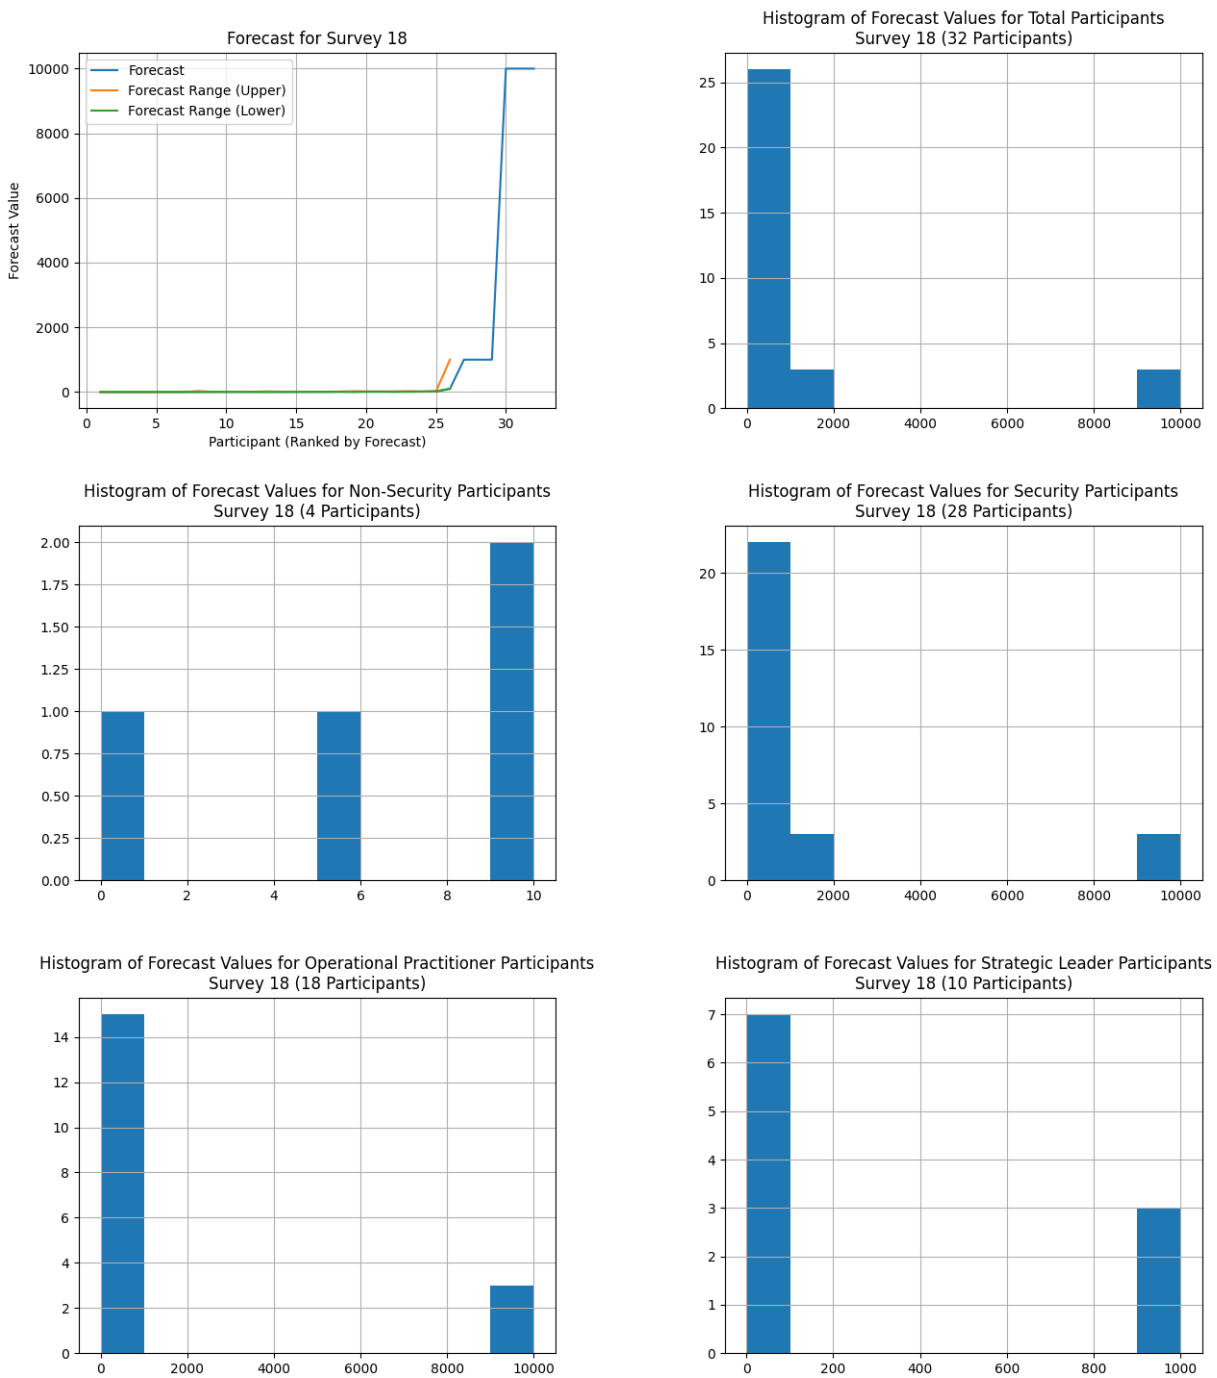 Forecast for Survey 18
Forecast
Forecast Range (Upper)
Forecast Range (Lower)
10000
8000
6000
4000
2000
0
Forecast Value
0 5 10 15 20 25 30
Participant (Ranked by Forecast)
Histogram of Forecast Values for Total Participants
Survey 18 (32 Participants)
25
20
15
10
5
0
0 2000 4000 6000 8000 10000
Histogram of Forecast Values for Non-Security Participants
Survey 18 (4 Participants)
2.00
1.75
1.50
1.25
1.00
0.75
0.50
0.25
0.00
0 2 4 6 8 10
Histogram of Forecast Values for Security Participants
Survey 18 (28 Participants)
20
15
10
5
0
0 2000 4000 6000 8000 10000
Histogram of Forecast Values for Operational Practitioner Participants
Survey 18 (18 Participants)
14
12
10
8
6
4
2
0
0 2000 4000 6000 8000 10000
Histogram of Forecast Values for Strategic Leader Participants
Survey 18 (10 Participants)
7
6
5
4
3
2
1
0
0 200 400 600 800 1000